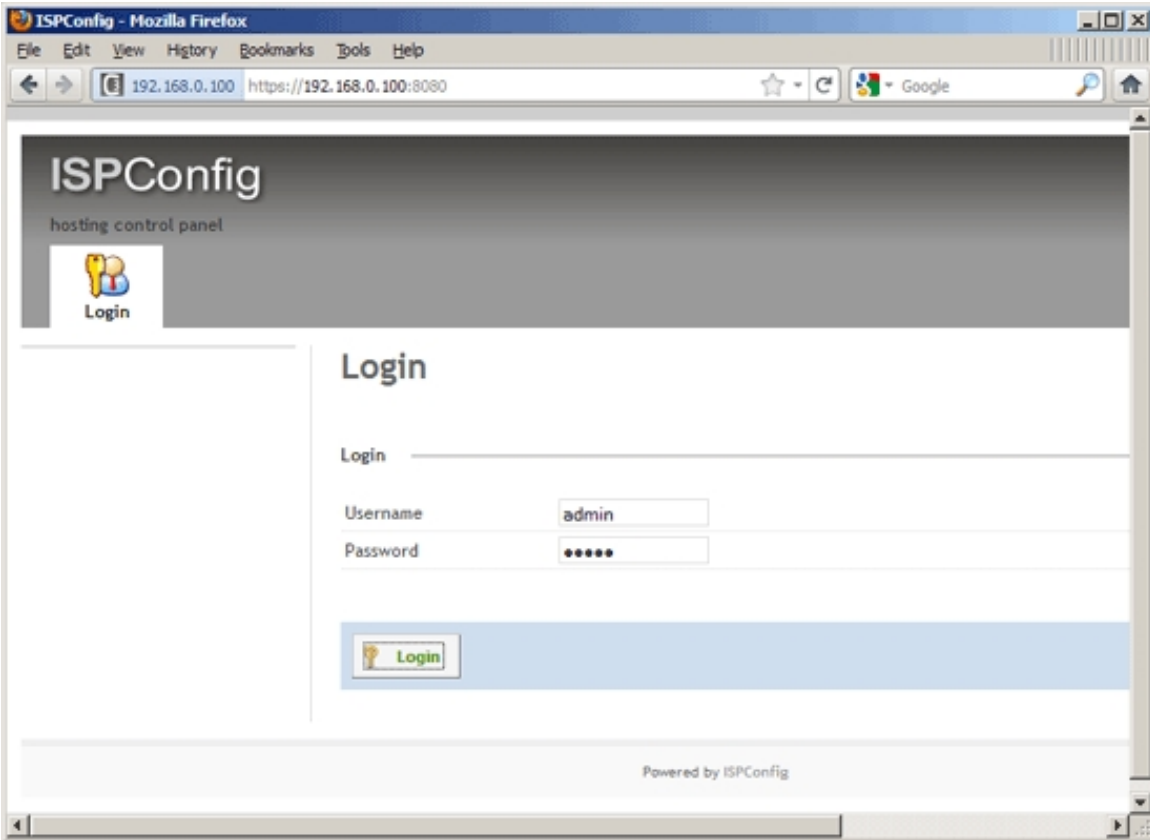 ISPConfig - Mozilla Firefox
File Edit View History Bookmarks Tools Help
192.168.0.100 https://192.168.0.100:8080 Google
ISPConfig
hosting control panel
Login
Login
Login
Username admin
Password •••••
Login
Powered by ISPConfig